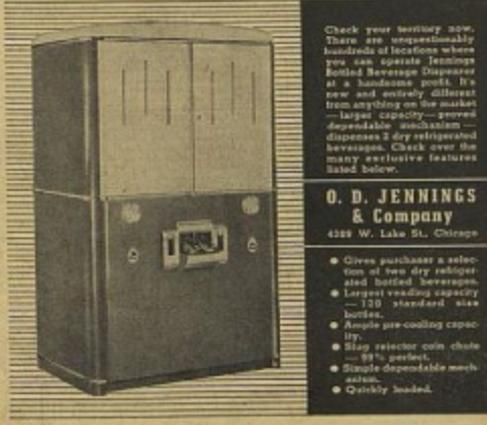 Check your territory now.
There are unquestionably
hundreds of locations where
you can operate Jennings
Bottled Beverage Dispenser
at a handsome profit. It's
new and entirely different
from anything on the market
—larger capacity—proved
dependable mechanism—
dispenses 2 dry refrigerated
beverages. Check over the
many exclusive features
listed below.
O. D. JENNINGS
& Company
4309 W. Lake St., Chicago
● Gives purchaser a selec-
tion of two dry refriger-
ated bottled beverages.
● Largest vending capacity
—120 standard size
bottles.
● Ample pre-cooling capac-
ity.
● Slug rejector coin chute
— 99% perfect.
● Simple dependable mech-
anism.
● Quickly loaded.